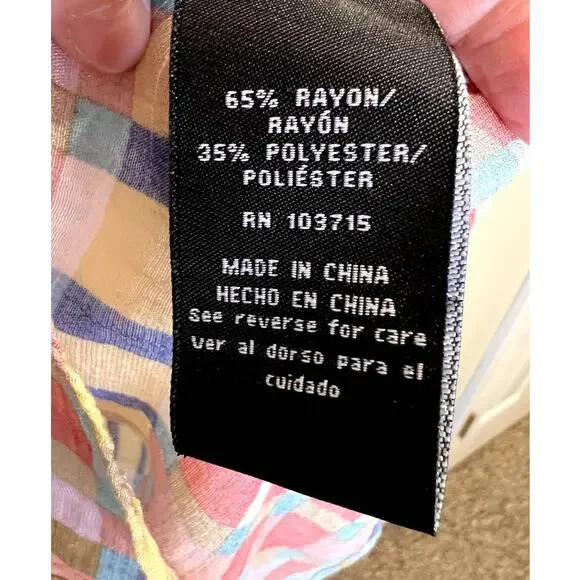 65% RAYON/
RAYÓN
35% POLYESTER/
POLIÉSTER
RN 103715
MADE IN CHINA
HECHO EN CHINA
See reverse for care
Ver al dorso para el
cuidado